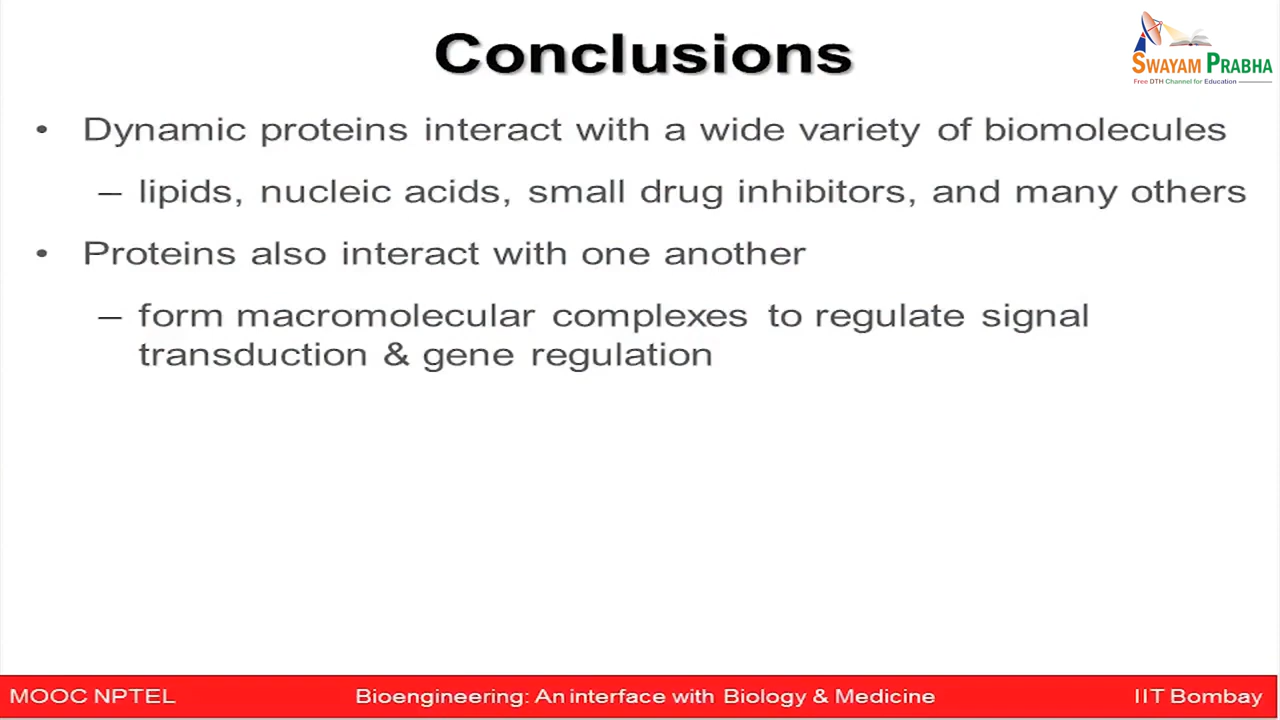 Conclusions
SWAYAM PRABHA
Free DTH Channel for Education
• Dynamic proteins interact with a wide variety of biomolecules
– lipids, nucleic acids, small drug inhibitors, and many others
• Proteins also interact with one another
– form macromolecular complexes to regulate signal
transduction & gene regulation
MOOC NPTEL Bioengineering: An interface with Biology & Medicine IIT Bombay